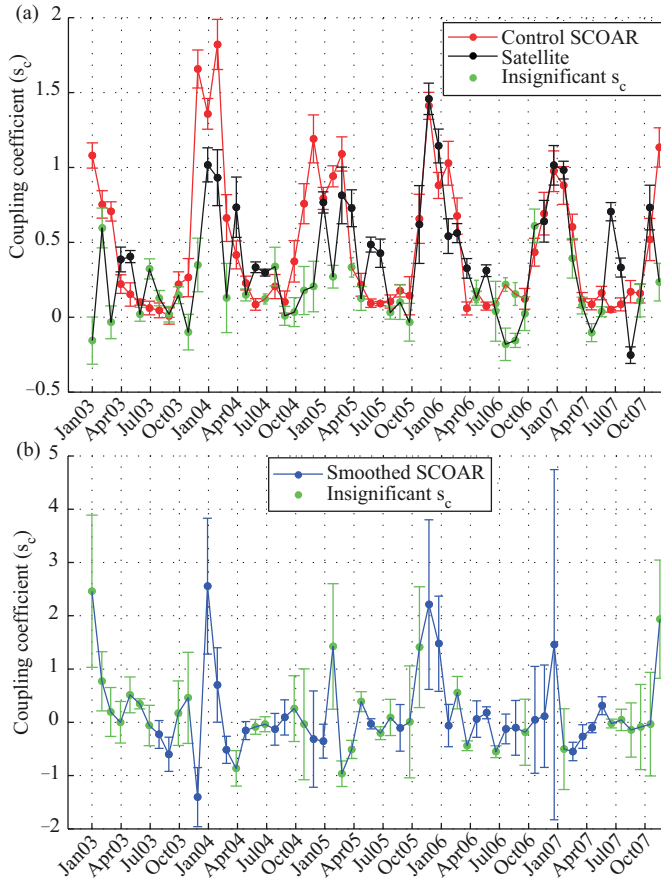 (a)
Coupling coefficient (s_c)
2
1.5
1
0.5
0
−0.5
Control SCOAR
Satellite
Insignificant s_c
Jan03
Apr03
Jul03
Oct03
Jan04
Apr04
Jul04
Oct04
Jan05
Apr05
Jul05
Oct05
Jan06
Apr06
Jul06
Oct06
Jan07
Apr07
Jul07
Oct07
(b)
Coupling coefficient (s_c)
5
4
3
2
1
0
−1
−2
Smoothed SCOAR
Insignificant s_c
Jan03
Apr03
Jul03
Oct03
Jan04
Apr04
Jul04
Oct04
Jan05
Apr05
Jul05
Oct05
Jan06
Apr06
Jul06
Oct06
Jan07
Apr07
Jul07
Oct07